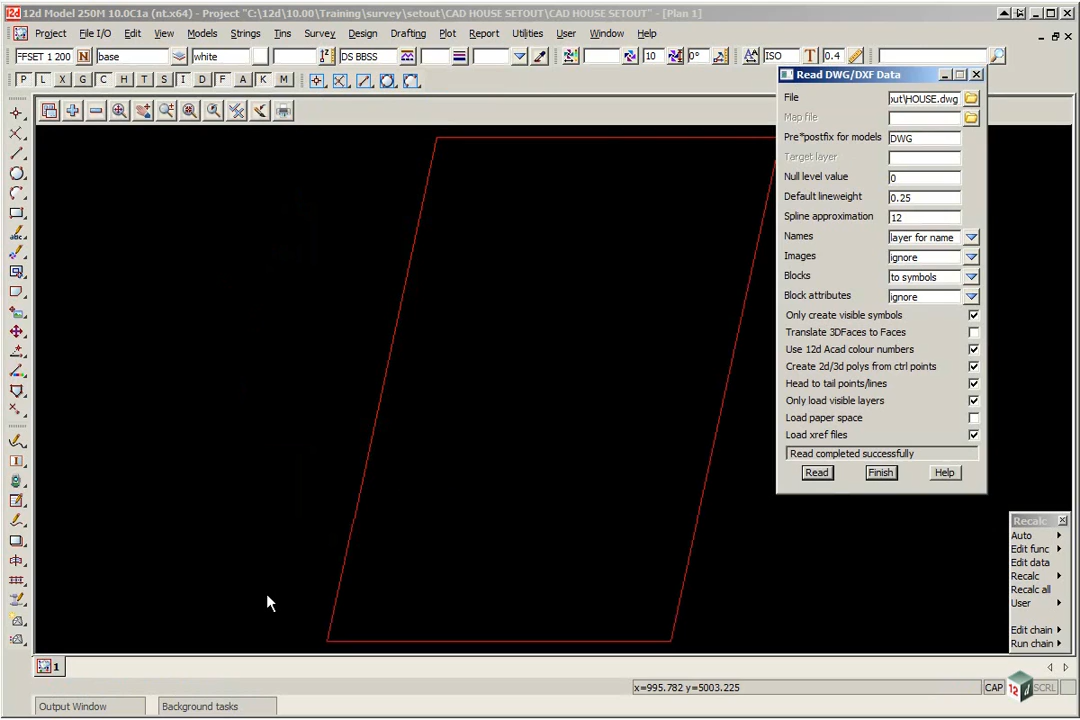 12d Model 250M 10.0C1a (nt.x64) - Project "C:\12d\10.00\Training\survey\setout\CAD HOUSE SETOUT\CAD HOUSE SETOUT" - [Plan 1]
Project File I/O Edit View Models Strings Tins Survey Design Drafting Plot Report Utilities User Window Help
FFSET 1 200 N base white DS BBSS 10 0° ISO T 0.4
P L X G C H T S I D F A K M
Read DWG/DXF Data
File out\HOUSE.dwg
Map file
Pre*postfix for models DWG
Target layer
Null level value 0
Default lineweight 0.25
Spline approximation 12
Names layer for name
Images ignore
Blocks to symbols
Block attributes ignore
Only create visible symbols
Translate 3DFaces to Faces
Use 12d Acad colour numbers
Create 2d/3d polys from ctrl points
Head to tail points/lines
Only load visible layers
Load paper space
Load xref files
Read completed successfully
Read Finish Help
Recalc
Auto
Edit func
Edit data
Recalc
Recalc all
User
Edit chain
Run chain
1
x=995.782 y=5003.225 CAP SCRL
12d
Output Window Background tasks